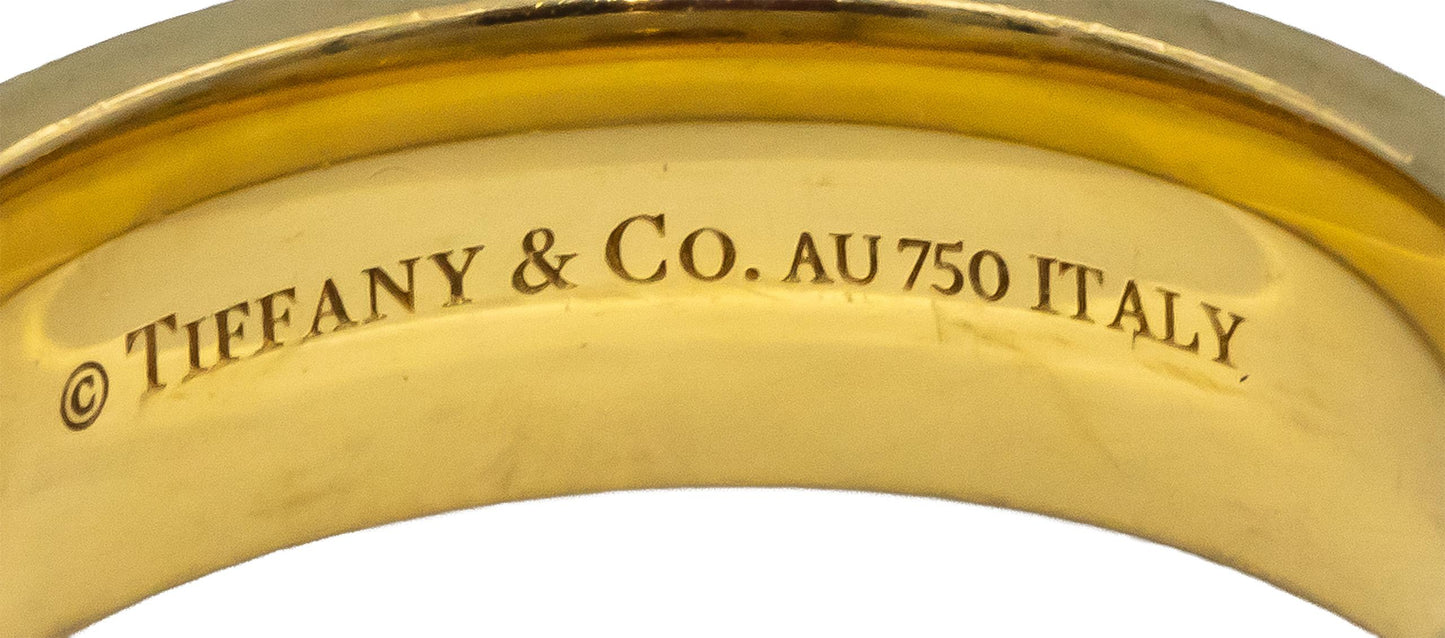 © TIFFANY & CO. AU 750 ITALY